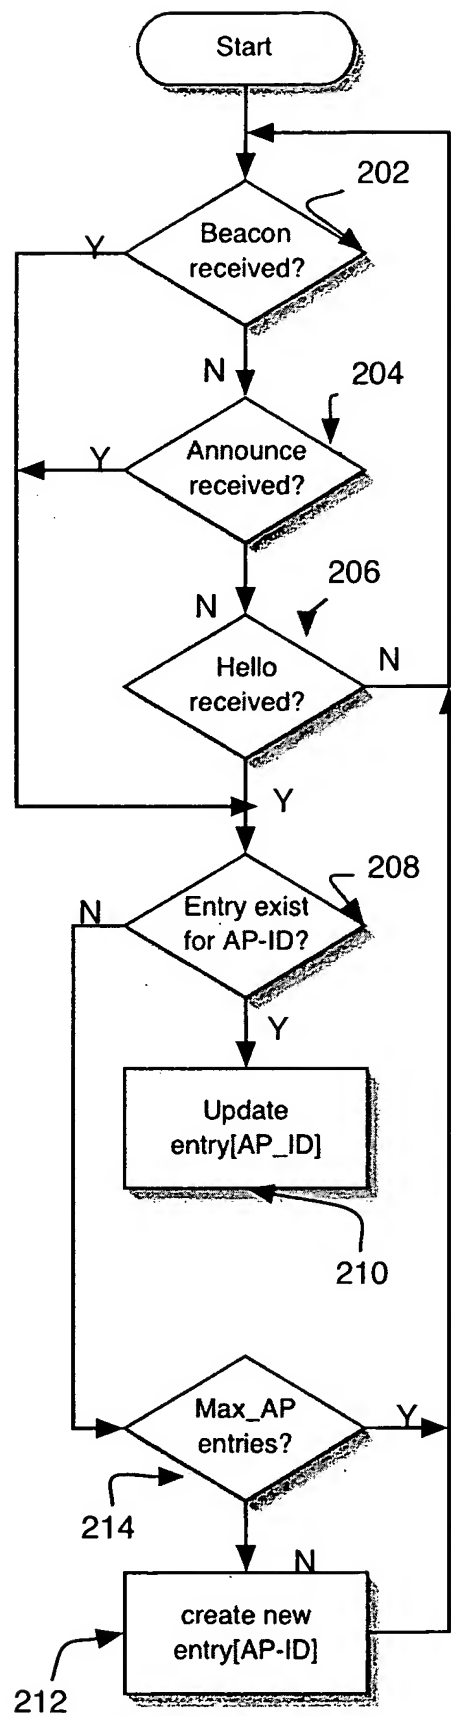 Start
202
Beacon
received?
Y
N
204
Announce
received?
Y
N
206
Hello
received?
N
Y
208
Entry exist
for AP-ID?
N
Y
Update
entry[AP_ID]
210
Max_AP
entries?
Y
214
N
create new
entry[AP-ID]
212